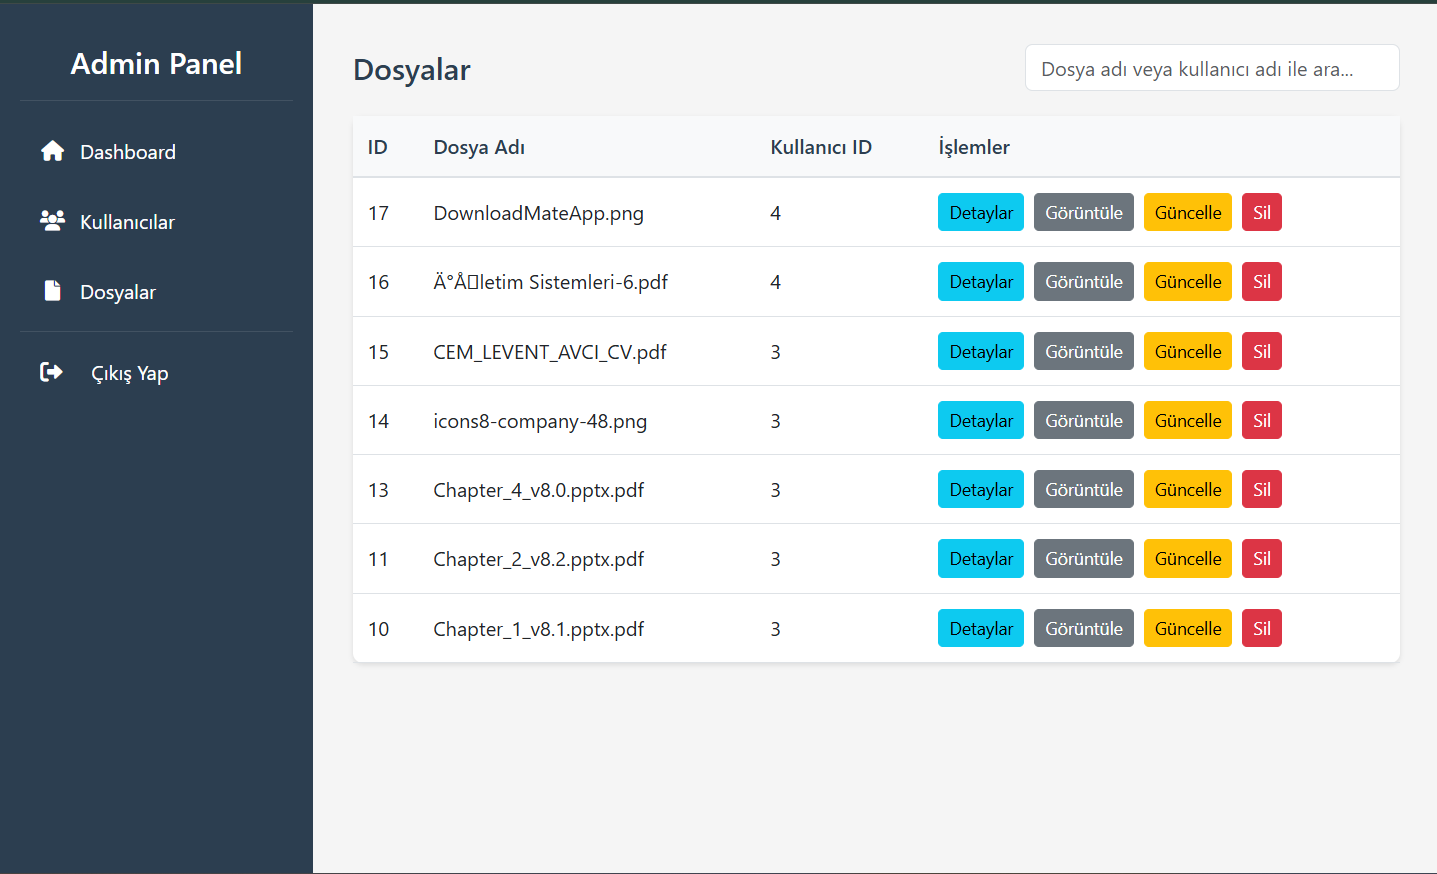 Admin Panel
Dashboard
Kullanıcılar
Dosyalar
Çıkış Yap
Dosyalar
Dosya adı veya kullanıcı adı ile ara...
ID Dosya Adı Kullanıcı ID İşlemler
17 DownloadMateApp.png 4 Detaylar Görüntüle Güncelle Sil
16 Ä°Å▯letim Sistemleri-6.pdf 4 Detaylar Görüntüle Güncelle Sil
15 CEM_LEVENT_AVCI_CV.pdf 3 Detaylar Görüntüle Güncelle Sil
14 icons8-company-48.png 3 Detaylar Görüntüle Güncelle Sil
13 Chapter_4_v8.0.pptx.pdf 3 Detaylar Görüntüle Güncelle Sil
11 Chapter_2_v8.2.pptx.pdf 3 Detaylar Görüntüle Güncelle Sil
10 Chapter_1_v8.1.pptx.pdf 3 Detaylar Görüntüle Güncelle Sil